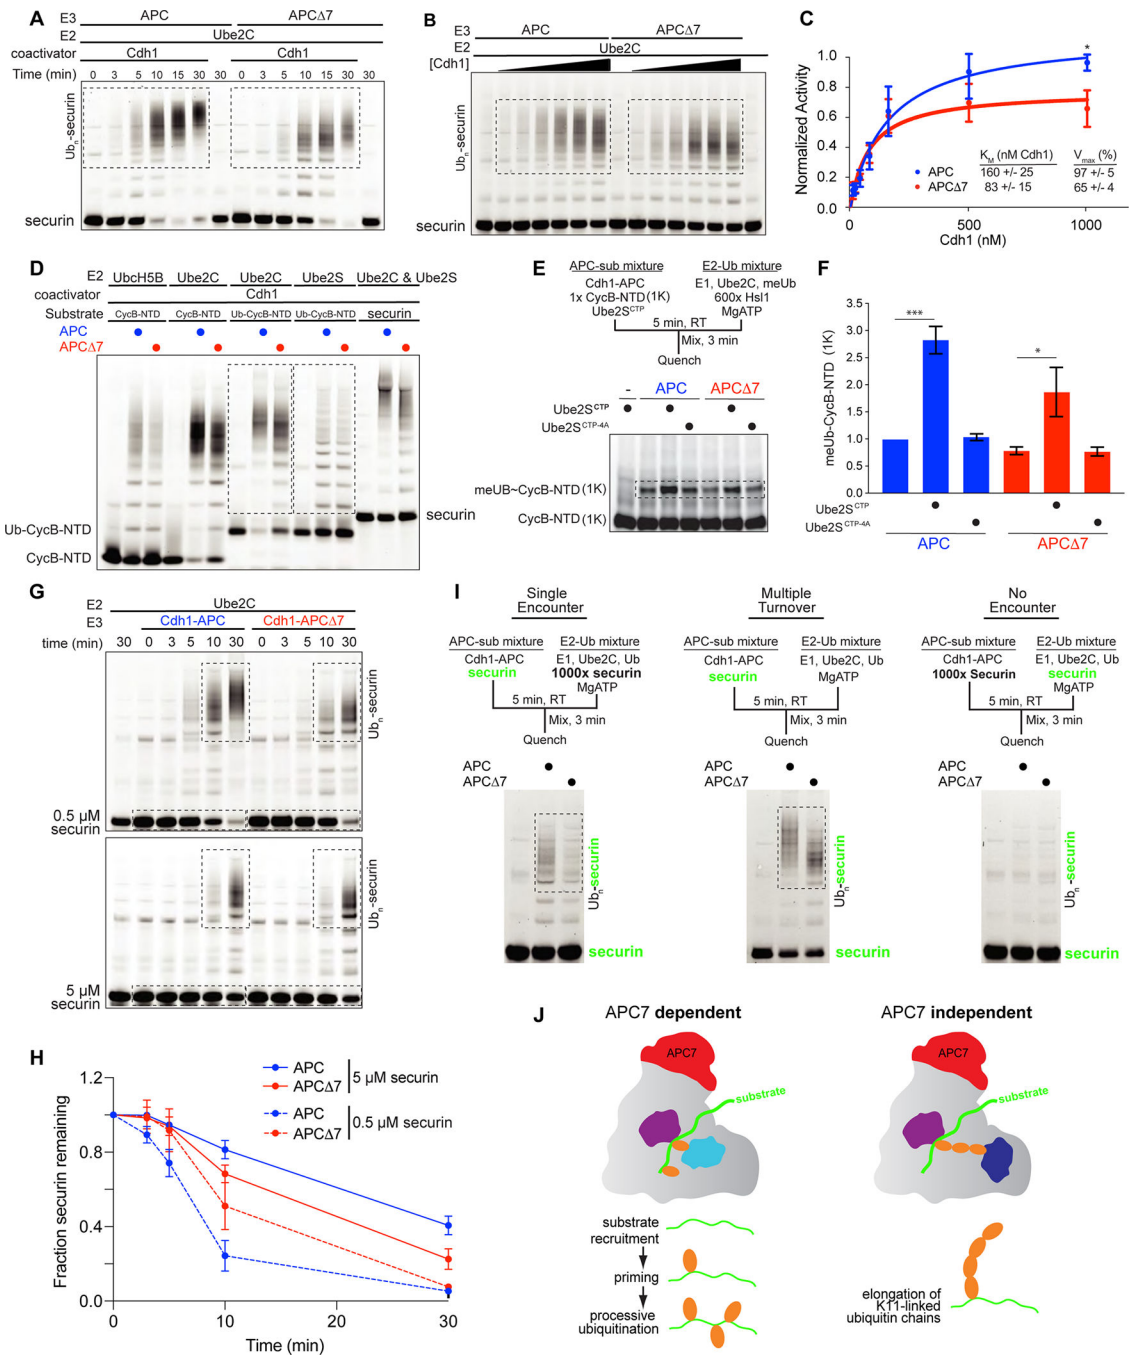 A
E3 APC APCΔ7
E2 Ube2C
coactivator Cdh1 Cdh1
Time (min) 0 3 5 10 15 30 0 3 5 10 15 30 30
Ubn-securin
securin
B
E3 APC APCΔ7
E2 Ube2C
[Cdh1]
Ubn-securin
securin
C
Normalized Activity
1.0
0.8
0.6
0.4
0.2
0.0
*
KM (nM Cdh1) Vmax (%)
APC 160 +/- 25 97 +/- 5
APCΔ7 83 +/- 15 65 +/- 4
0 500 1000
Cdh1 (nM)
D
E2 UbcH5B Ube2C Ube2C Ube2S Ube2C & Ube2S
coactivator Cdh1
Substrate CycB-NTD CycB-NTD Ub-CycB-NTD Ub-CycB-NTD securin
APC
APCΔ7
securin
Ub-CycB-NTD
CycB-NTD
E
APC-sub mixture E2-Ub mixture
Cdh1-APC E1, Ube2C, meUb
1x CycB-NTD (1K) 600x Hsl1
Ube2SCTP MgATP
5 min, RT
Mix, 3 min
Quench
- APC APCΔ7
Ube2SCTP
Ube2SCTP-4A
meUB~CycB-NTD (1K)
CycB-NTD (1K)
F
meUb-CycB-NTD (1K)
3.5
3.0
2.5
2.0
1.5
1.0
0.5
0.0
***
*
Ube2SCTP
Ube2SCTP-4A
APC APCΔ7
G
E2 Ube2C
E3 Cdh1-APC Cdh1-APCΔ7
time (min) 30 0 3 5 10 30 0 3 5 10 30
Ubn-securin
0.5 µM
securin
Ubn-securin
5 µM
securin
H
Fraction securin remaining
1.2
0.8
0.4
0.0
APC
APCΔ7
5 µM securin
APC
APCΔ7
0.5 µM securin
0 10 20 30
Time (min)
I
Single
Encounter
APC-sub mixture E2-Ub mixture
Cdh1-APC E1, Ube2C, Ub
securin 1000x securin
MgATP
5 min, RT
Mix, 3 min
Quench
APC
APCΔ7
Ubn-securin
securin
Multiple
Turnover
APC-sub mixture E2-Ub mixture
Cdh1-APC E1, Ube2C, Ub
securin MgATP
5 min, RT
Mix, 3 min
Quench
APC
APCΔ7
Ubn-securin
securin
No
Encounter
APC-sub mixture E2-Ub mixture
Cdh1-APC E1, Ube2C, Ub
1000x Securin securin
MgATP
5 min, RT
Mix, 3 min
Quench
APC
APCΔ7
Ubn-securin
securin
J
APC7 dependent
APC7
substrate
substrate
recruitment
priming
processive
ubiquitination
APC7 independent
APC7
substrate
elongation of
K11-linked
ubiquitin chains